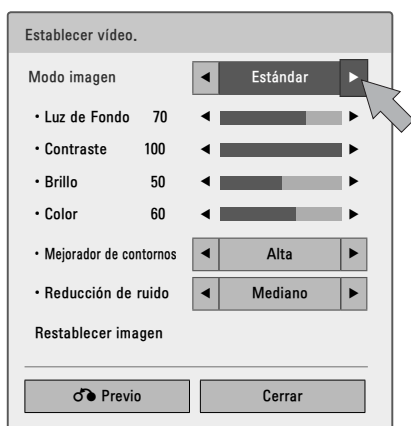 Establecer vídeo.
Modo imagen ◄ Estándar ►
• Luz de Fondo 70 ◄ ►
• Contraste 100 ◄ ►
• Brillo 50 ◄ ►
• Color 60 ◄ ►
• Mejorador de contornos ◄ Alta ►
• Reducción de ruido ◄ Mediano ►
Restablecer imagen
Previo Cerrar